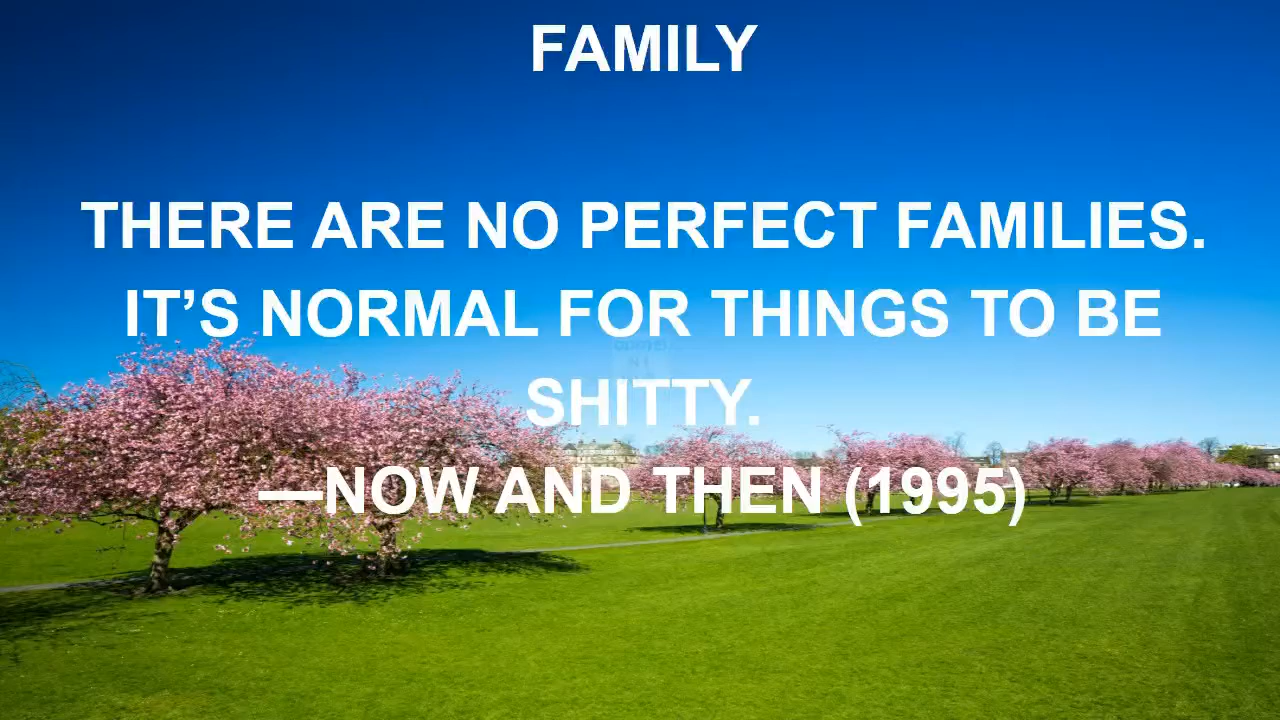 FAMILY
THERE ARE NO PERFECT FAMILIES.
IT’S NORMAL FOR THINGS TO BE
SHITTY.
—NOW AND THEN (1995)